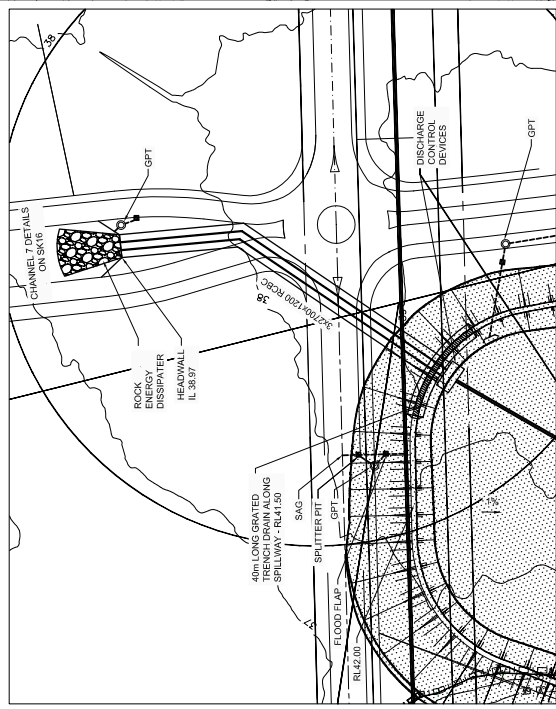 38
GPT
CHANNEL 7 DETAILS
ON SK16
ROCK
ENERGY
DISSIPATER
HEADWALL
IL 38.97
38
3x2700x1200 RCBC
DISCHARGE
CONTROL
DEVICES
GPT
40m LONG GRATED
TRENCH DRAIN ALONG
SPILLWAY - RL41.50
SAG
SPLITTER PIT
GPT
FLOOD FLAP
RL42.00
37
1%